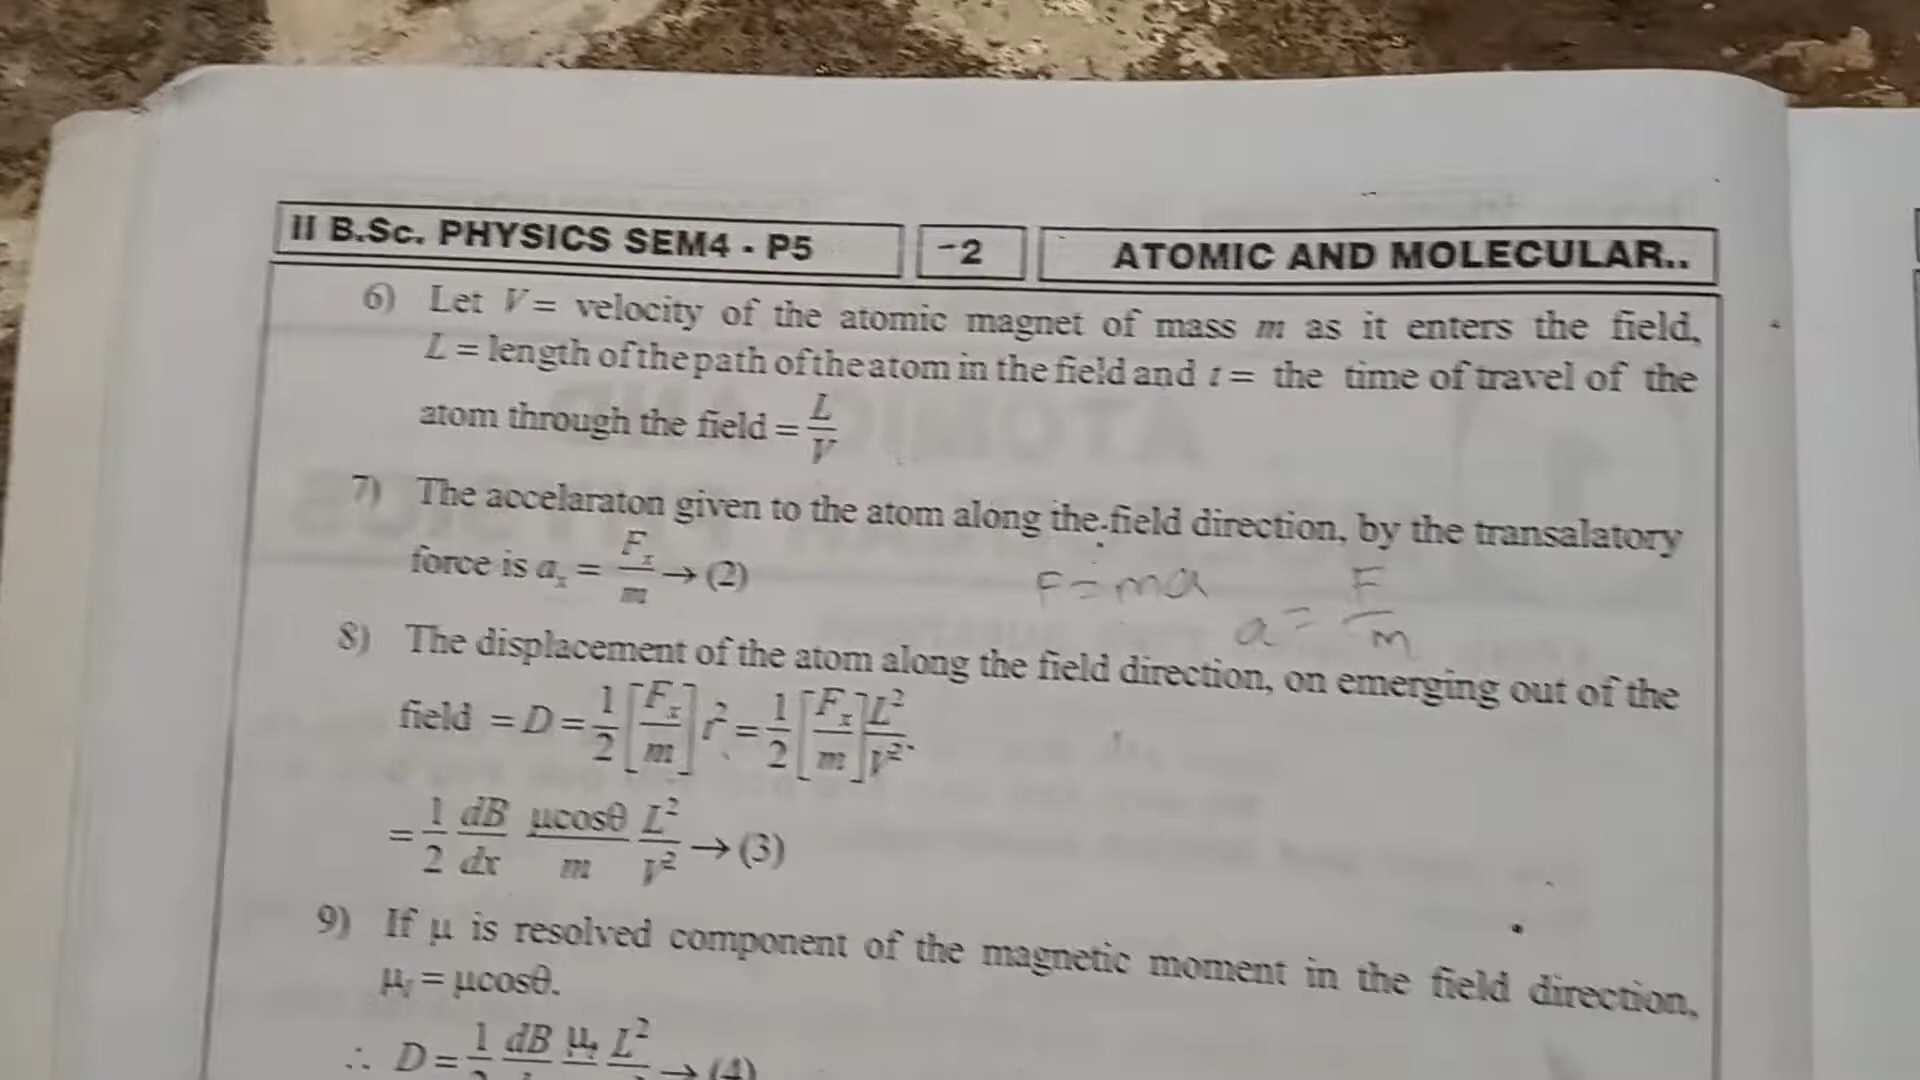 II B.Sc. PHYSICS SEM4 - P5
-2
ATOMIC AND MOLECULAR..
6) Let V = velocity of the atomic magnet of mass m as it enters the field,
L = length of the path of the atom in the field and t = the time of travel of the
atom through the field = L/V
7) The accelaraton given to the atom along the field direction, by the transalatory
force is aₓ = Fₓ/m → (2)
F = ma
a = F/m
8) The displacement of the atom along the field direction, on emerging out of the
field = D = 1/2 [Fₓ/m] t² = 1/2 [Fₓ/m] L²/V².
= 1/2 dB/dx μcosθ/m L²/V² → (3)
9) If μ is resolved component of the magnetic moment in the field direction,
= μcosθ.
∴ D = 1/2 dB L² → (4)